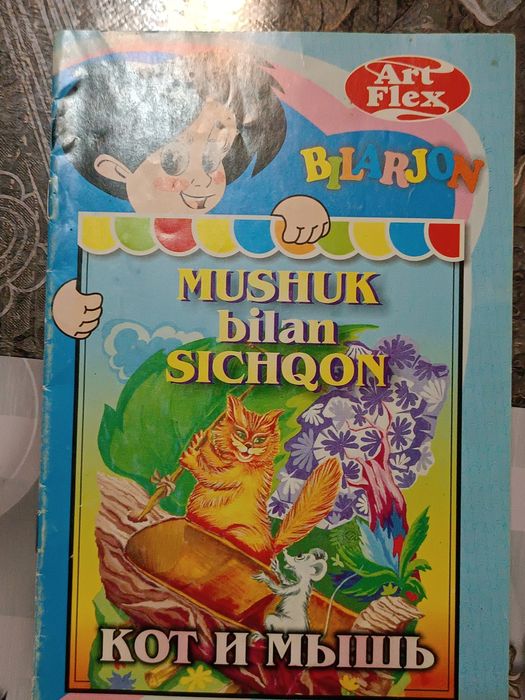 Art
Flex
BILARJON
MUSHUK
bilan
SICHQON
КОТ И МЫШЬ